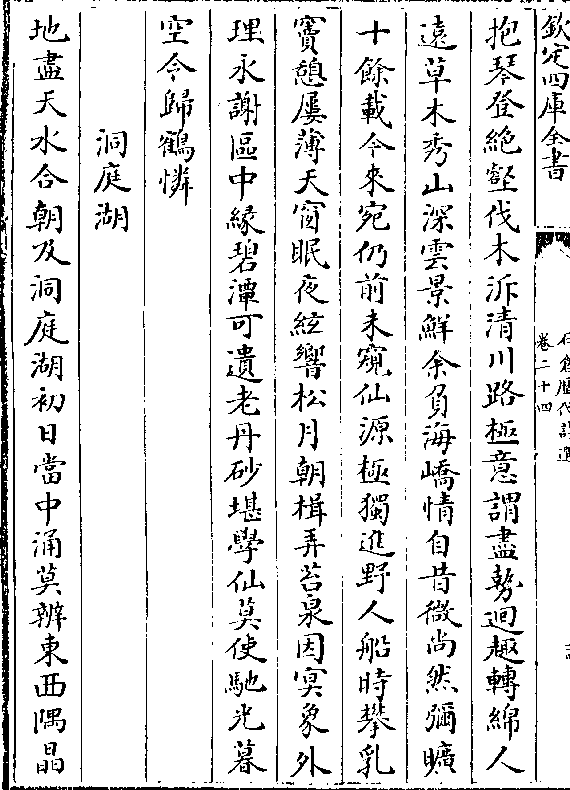 欽定四庫全書
卷二十四
抱琴登絶壑伐木泝清川路極意謂盡勢迴趣轉綿人
遠草木秀山深雲景鮮余負海嶠情自昔微尚然彌曠
十餘載今來宛仍前未窺仙源極獨進野人船時攀乳
竇憩屢薄天窗眠夜絃響松月朝楫弄苔泉因冥象外
理永謝區中緣碧潭可遺老丹砂堪學仙莫使馳光暮
空令歸鶴憐
洞庭湖
地盡天水合朝及洞庭湖初日當中涌莫辨東西隅晶